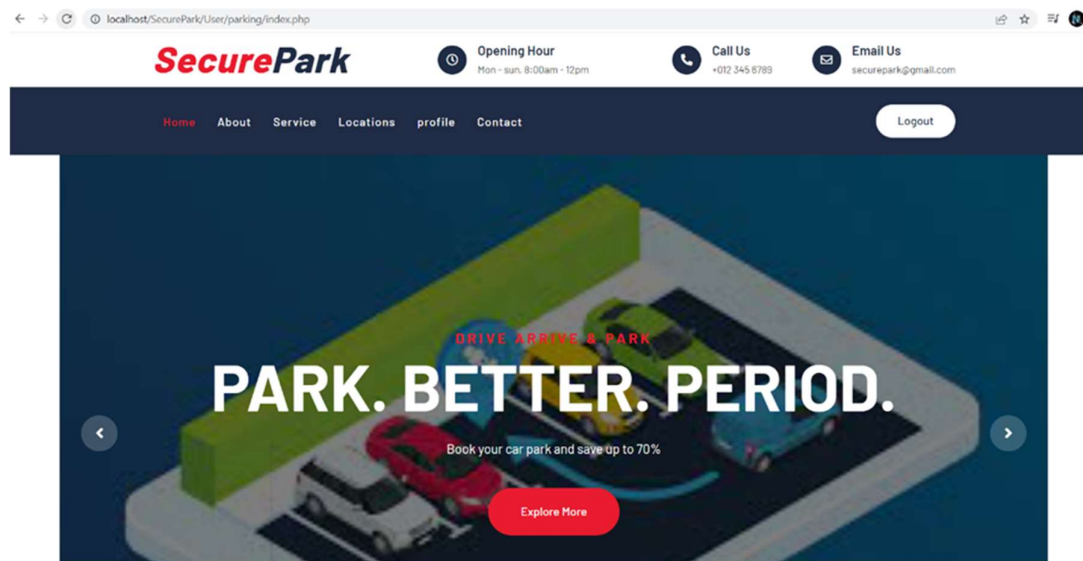 localhost/SecurePark/User/parking/index.php
SecurePark
Opening Hour
Mon - sun, 8:00am - 12pm
Call Us
+012 345 6789
Email Us
securepark@gmail.com
Home About Service Locations profile Contact
Logout
DRIVE ARRIVE & PARK
PARK. BETTER. PERIOD.
Book your car park and save up to 70%
Explore More